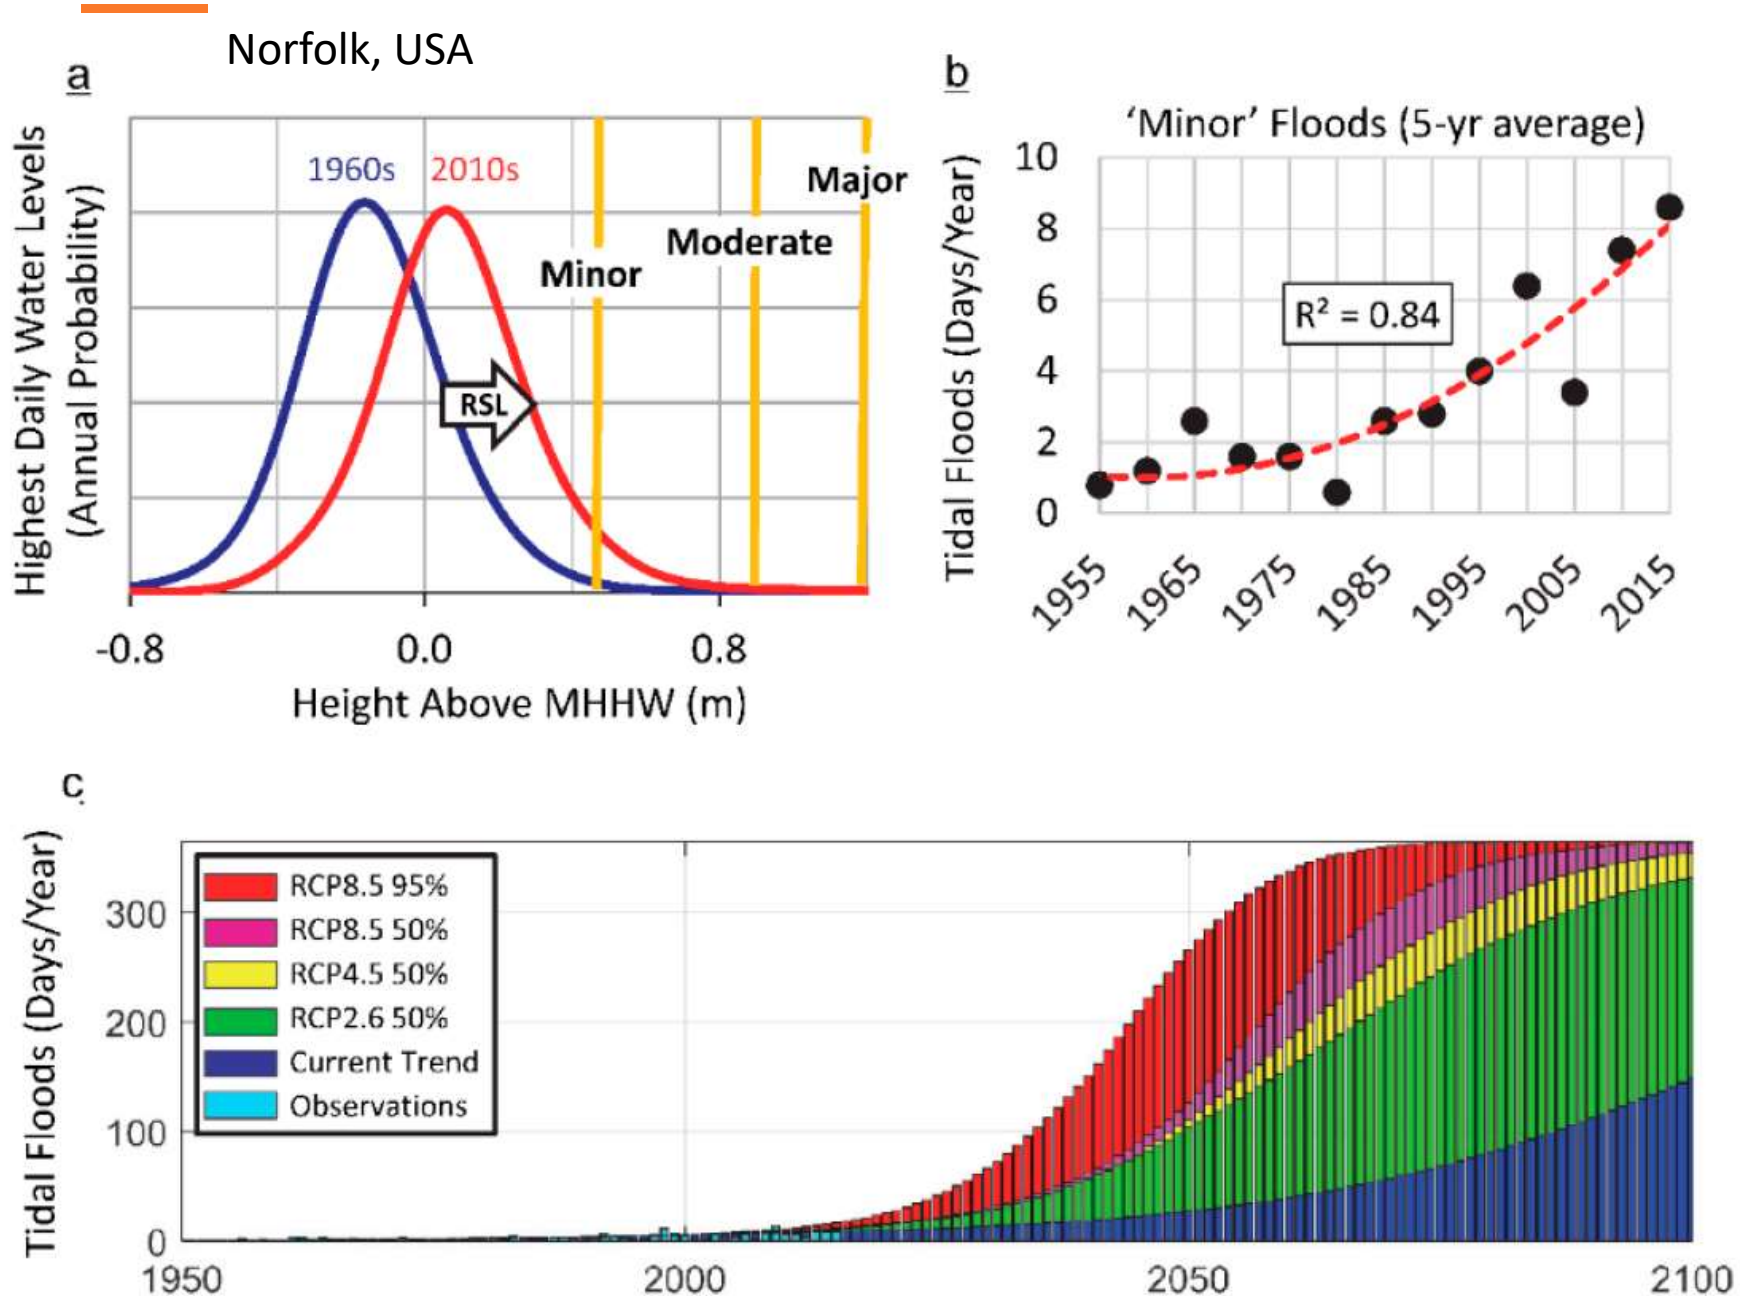 Norfolk, USA
a
Highest Daily Water Levels
(Annual Probability)
1960s
2010s
Minor
Moderate
Major
RSL
-0.8
0.0
0.8
Height Above MHHW (m)
b
‘Minor’ Floods (5-yr average)
Tidal Floods (Days/Year)
10
8
6
4
2
0
R² = 0.84
1955
1965
1975
1985
1995
2005
2015
c
Tidal Floods (Days/Year)
300
200
100
0
RCP8.5 95%
RCP8.5 50%
RCP4.5 50%
RCP2.6 50%
Current Trend
Observations
1950
2000
2050
2100